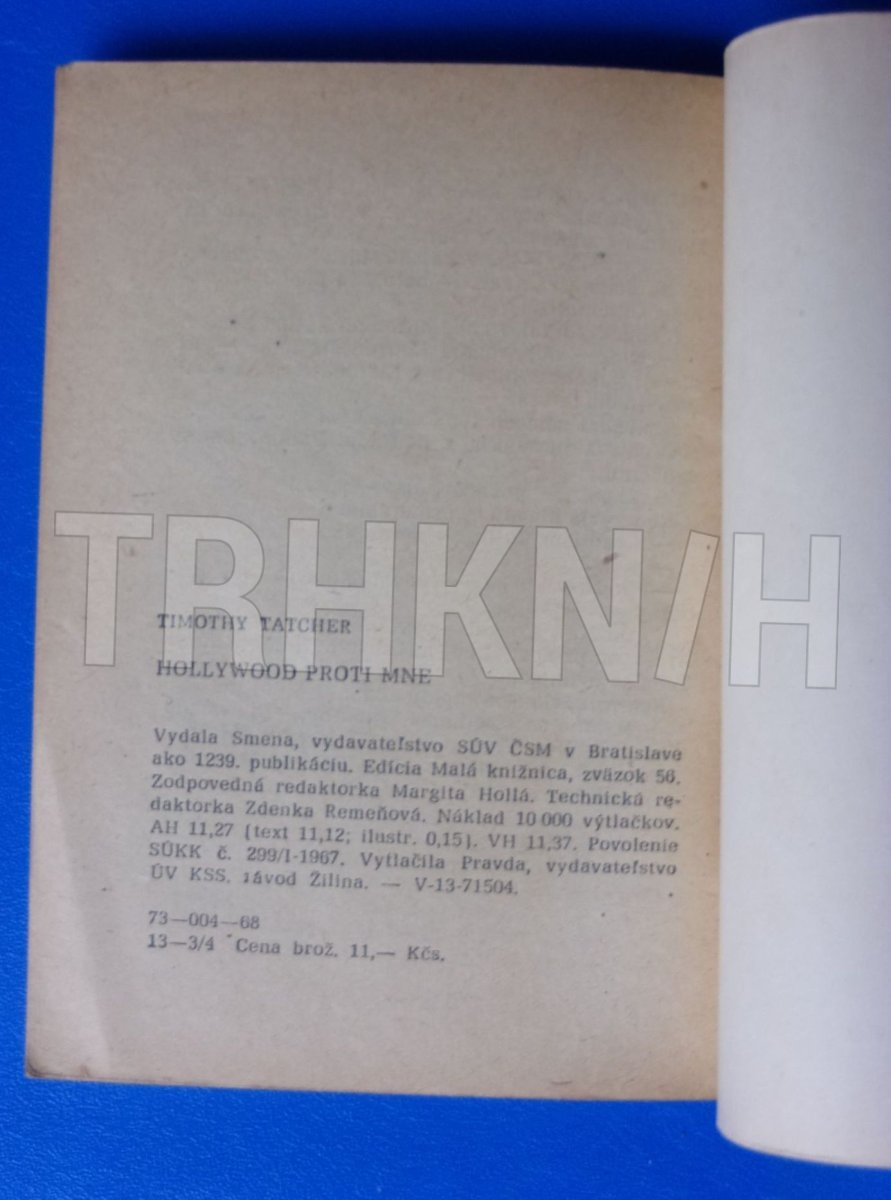 TRHKN/H
TIMOTHY TATCHER
HOLLYWOOD PROTI MNE
Vydala Smena, vydavateľstvo SÚV ČSM v Bratislave
ako 1239. publikáciu. Edícia Malá knižnica, zväzok 56.
Zodpovedná redaktorka Margita Hollá. Technická re-
daktorka Zdenka Remeňová. Náklad 10 000 výtlačkov.
AH 11,27 (text 11,12; ilustr. 0,15). VH 11,37. Povolenie
SÚKK č. 299/I-1967. Vytlačila Pravda, vydavateľstvo
ÚV KSS. závod Žilina. — V-13-71504.
73—004—68
13—3/4 Cena brož. 11,— Kčs.